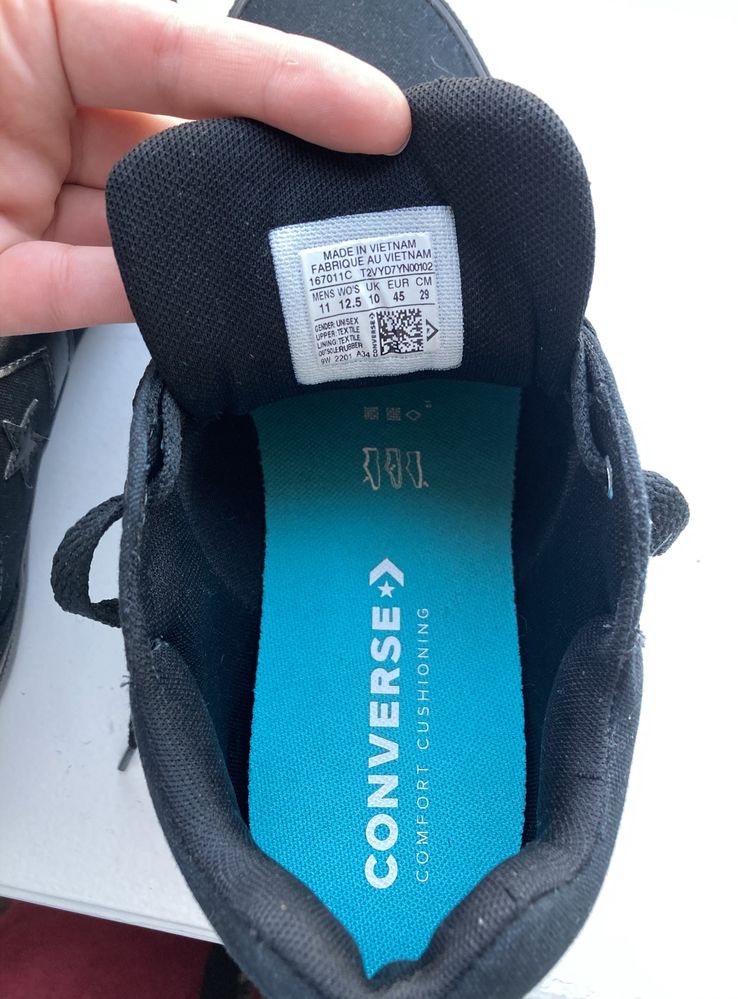 MADE IN VIETNAM
FABRIQUE AU VIETNAM
167011C T2VYD7YN00102
MENS WO'S UK EUR CM
11 12.5 10 45 29
GENDER: UNISEX
UPPER: TEXTILE
LINING: TEXTILE
OUTSOLE: RUBBER
9W 2201 A34
CONVERSE
CONVERSE
COMFORT CUSHIONING